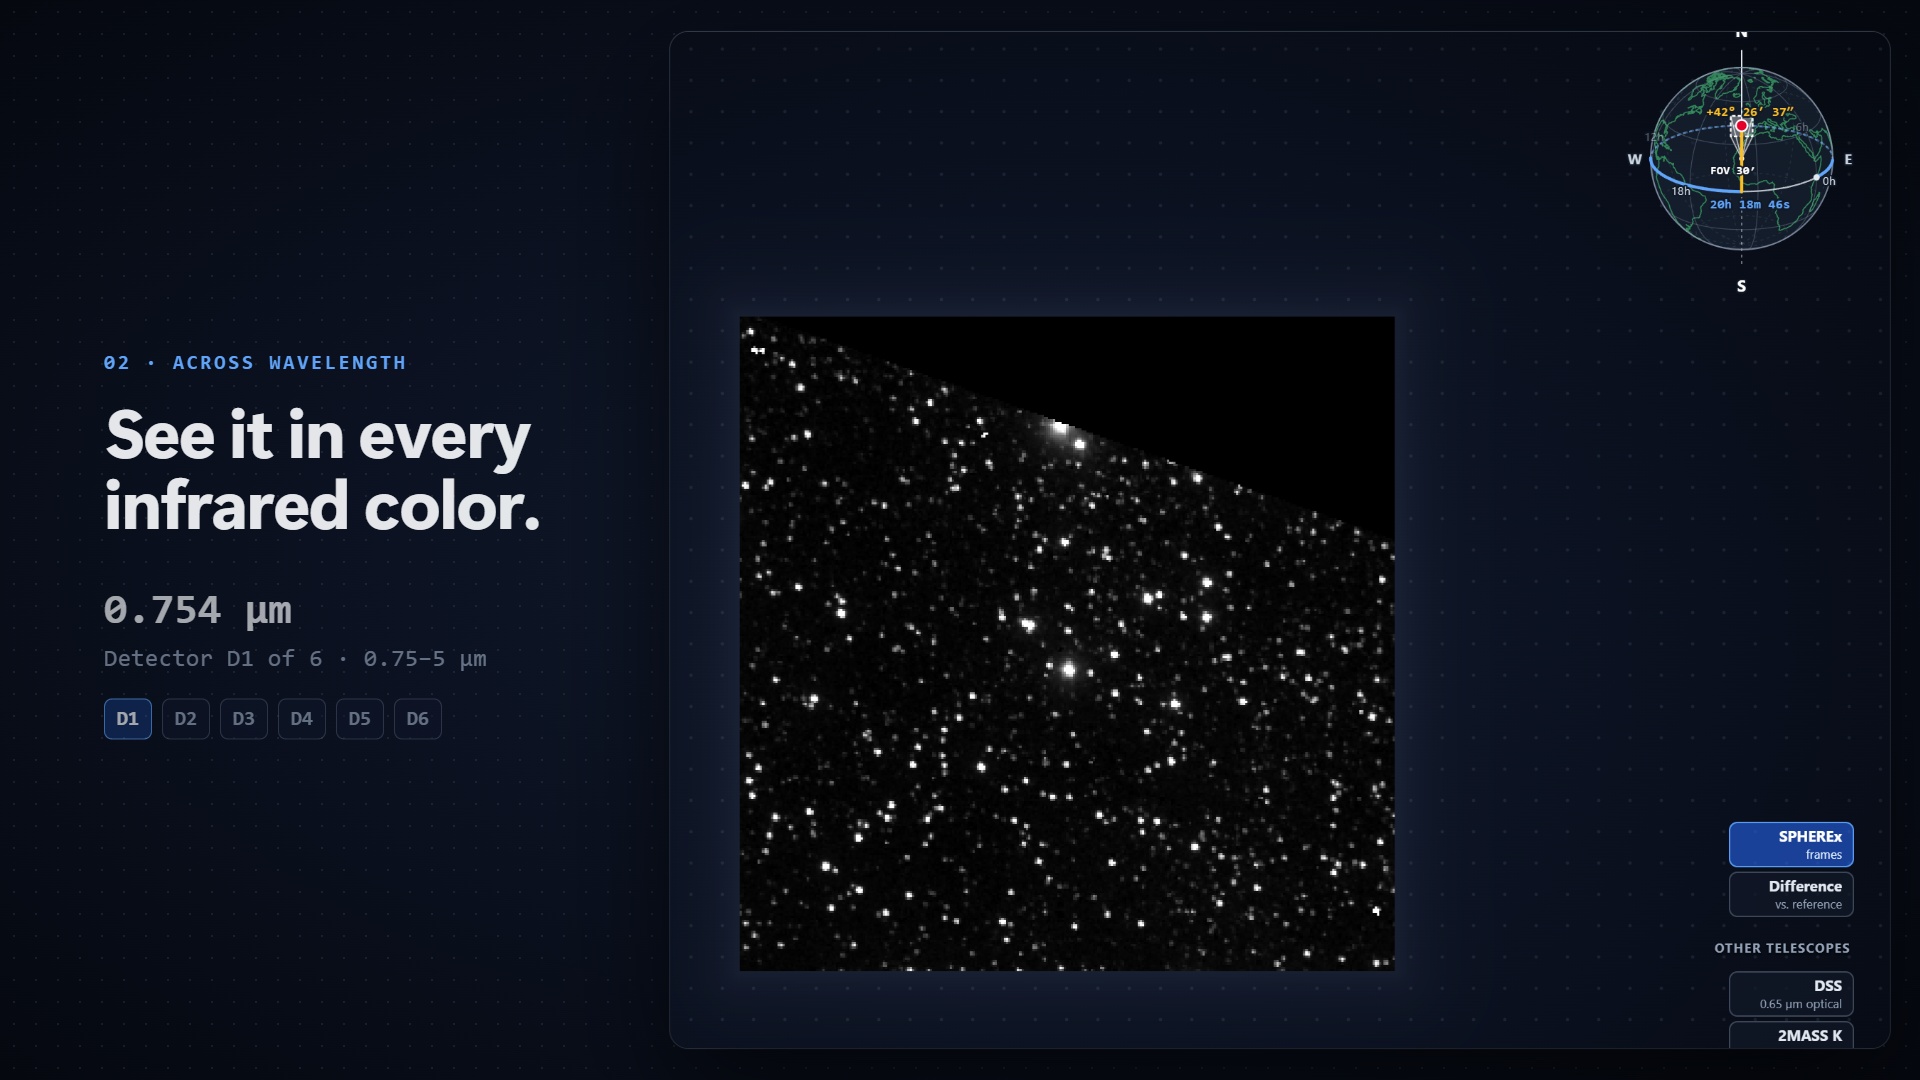 02 · ACROSS WAVELENGTH
See it in every
infrared color.
0.754 µm
Detector D1 of 6 · 0.75–5 µm
D1 D2 D3 D4 D5 D6
N
+42° 26′ 37″
12h
6h
W
E
FOV 30′
18h
0h
20h 18m 46s
S
SPHEREx
frames
Difference
vs. reference
OTHER TELESCOPES
DSS
0.65 µm optical
2MASS K